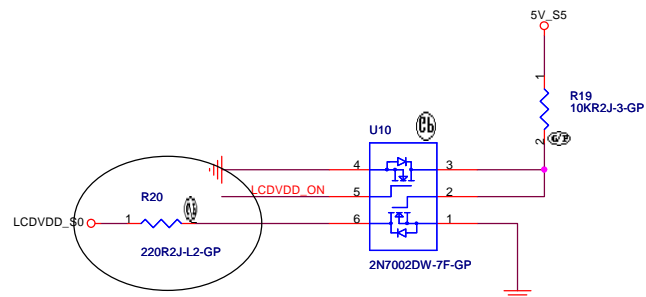 5V_S5
1
R19
10KR2J-3-GP
2
U10
4
3
LCDVDD_ON
5
2
R20
LCDVDD_S0
1
6
1
220R2J-L2-GP
2N7002DW-7F-GP